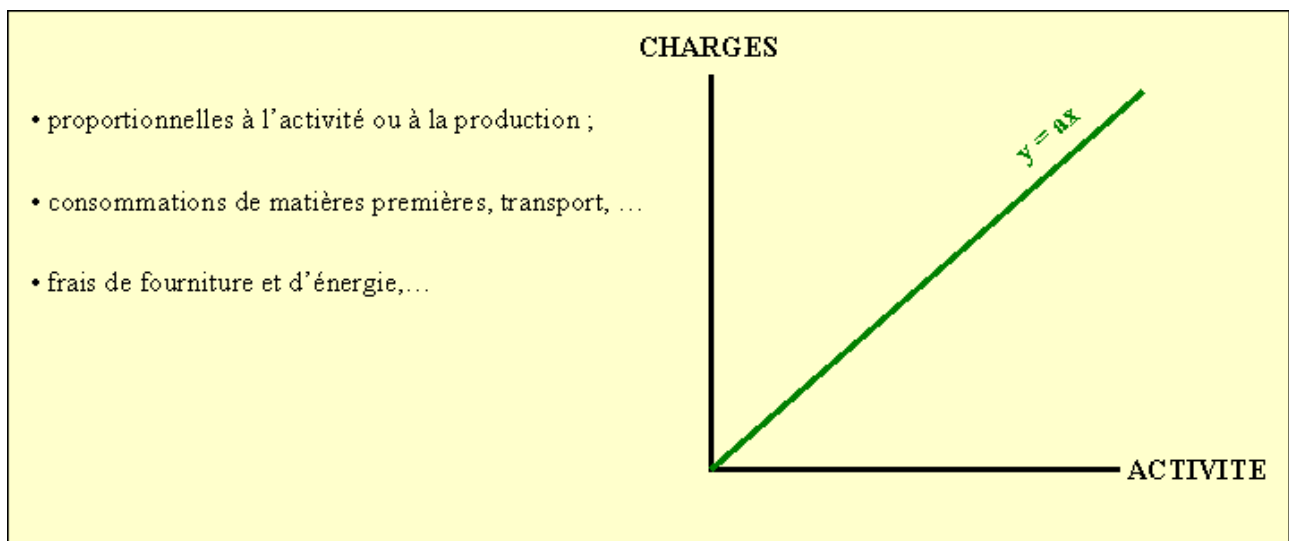 CHARGES
• proportionnelles à l’activité ou à la production ;
• consommations de matières premières, transport, …
• frais de fourniture et d’énergie,…
y = ax
ACTIVITE